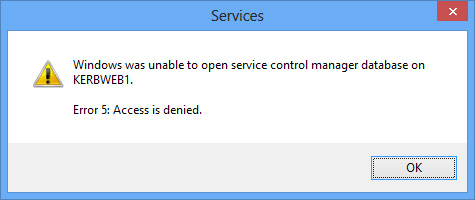 Services
Windows was unable to open service control manager database on
KERBWEB1.
Error 5: Access is denied.
OK